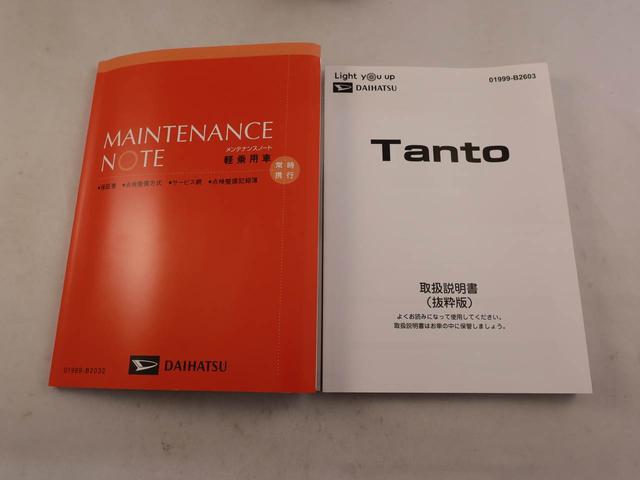 MAINTENANCE
NOTE
メンテナンスノート
軽乗用車
常時
携行
●保証書 ●点検整備方式 ●サービス網 ●点検整備記録簿
DAIHATSU
01989-B2030
Light you up
DAIHATSU
01999-B2603
Tanto
取扱説明書
（抜粋版）
よくお読みになって使用してください。
取扱説明書はお車の中に保管しましょう。